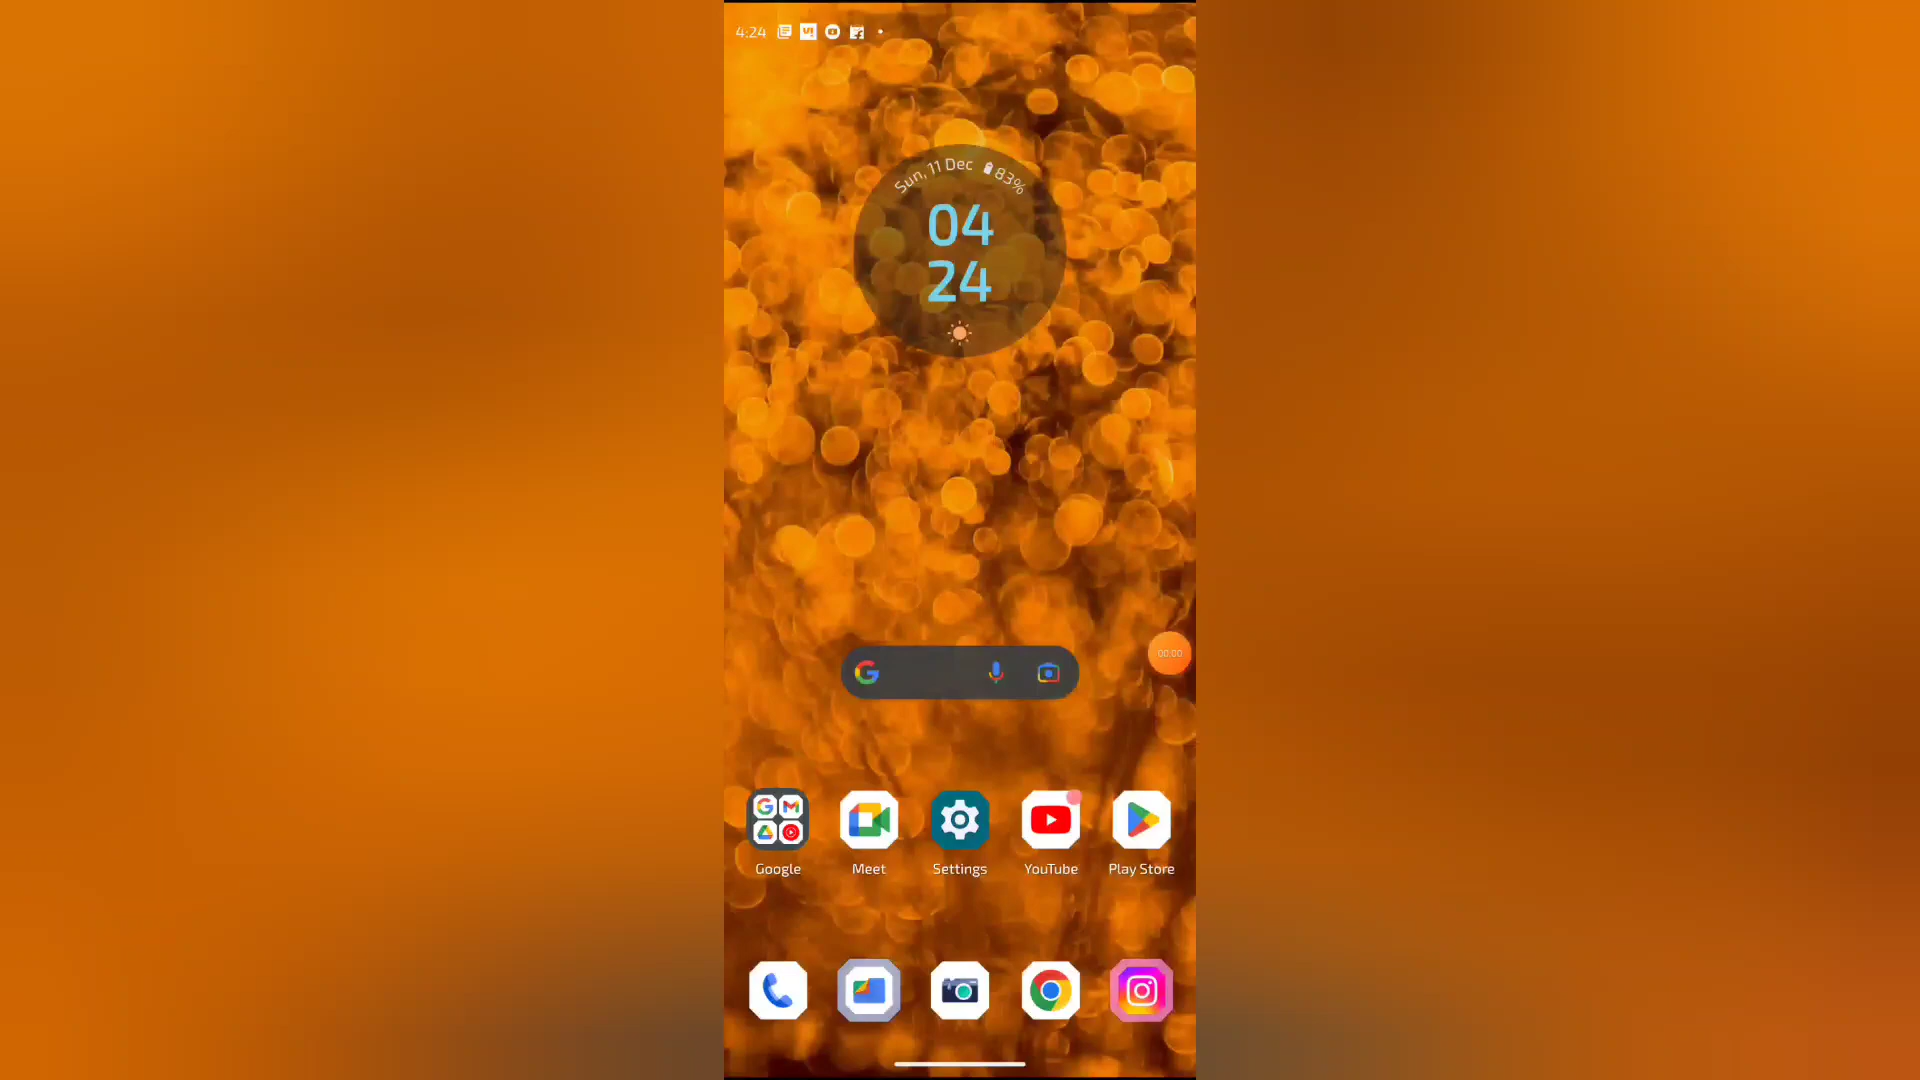 4:24
Sun, 11 Dec 83%
04
24
00:00
Google
Meet
Settings
YouTube
Play Store